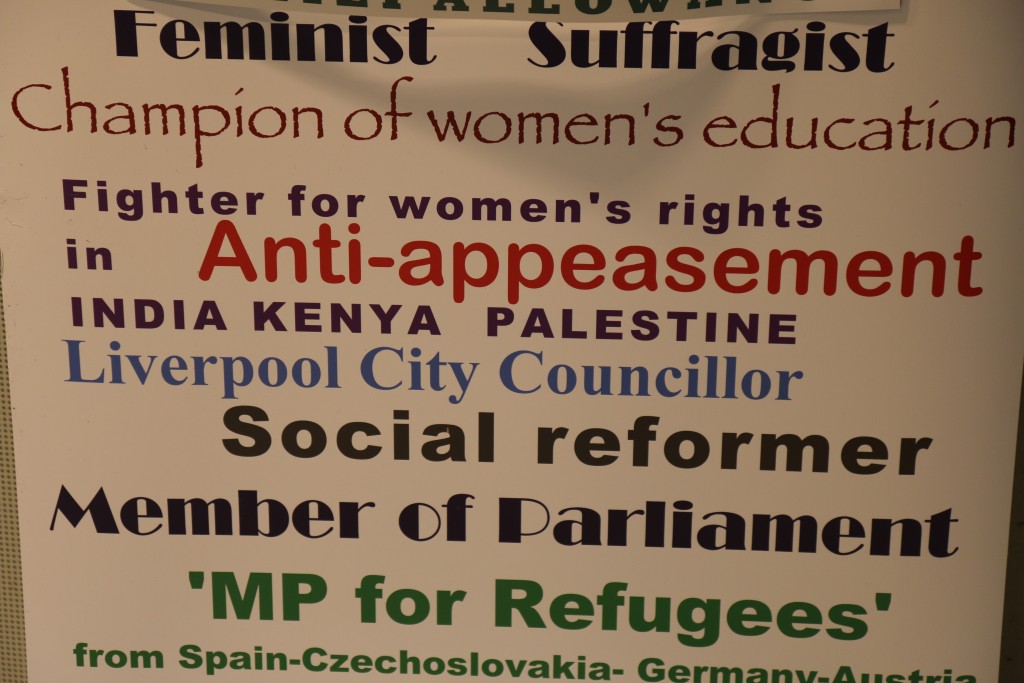 Feminist Suffragist
Champion of women's education
Fighter for women's rights
in Anti-appeasement
INDIA KENYA PALESTINE
Liverpool City Councillor
Social reformer
Member of Parliament
'MP for Refugees'
from Spain-Czechoslovakia- Germany-Austria